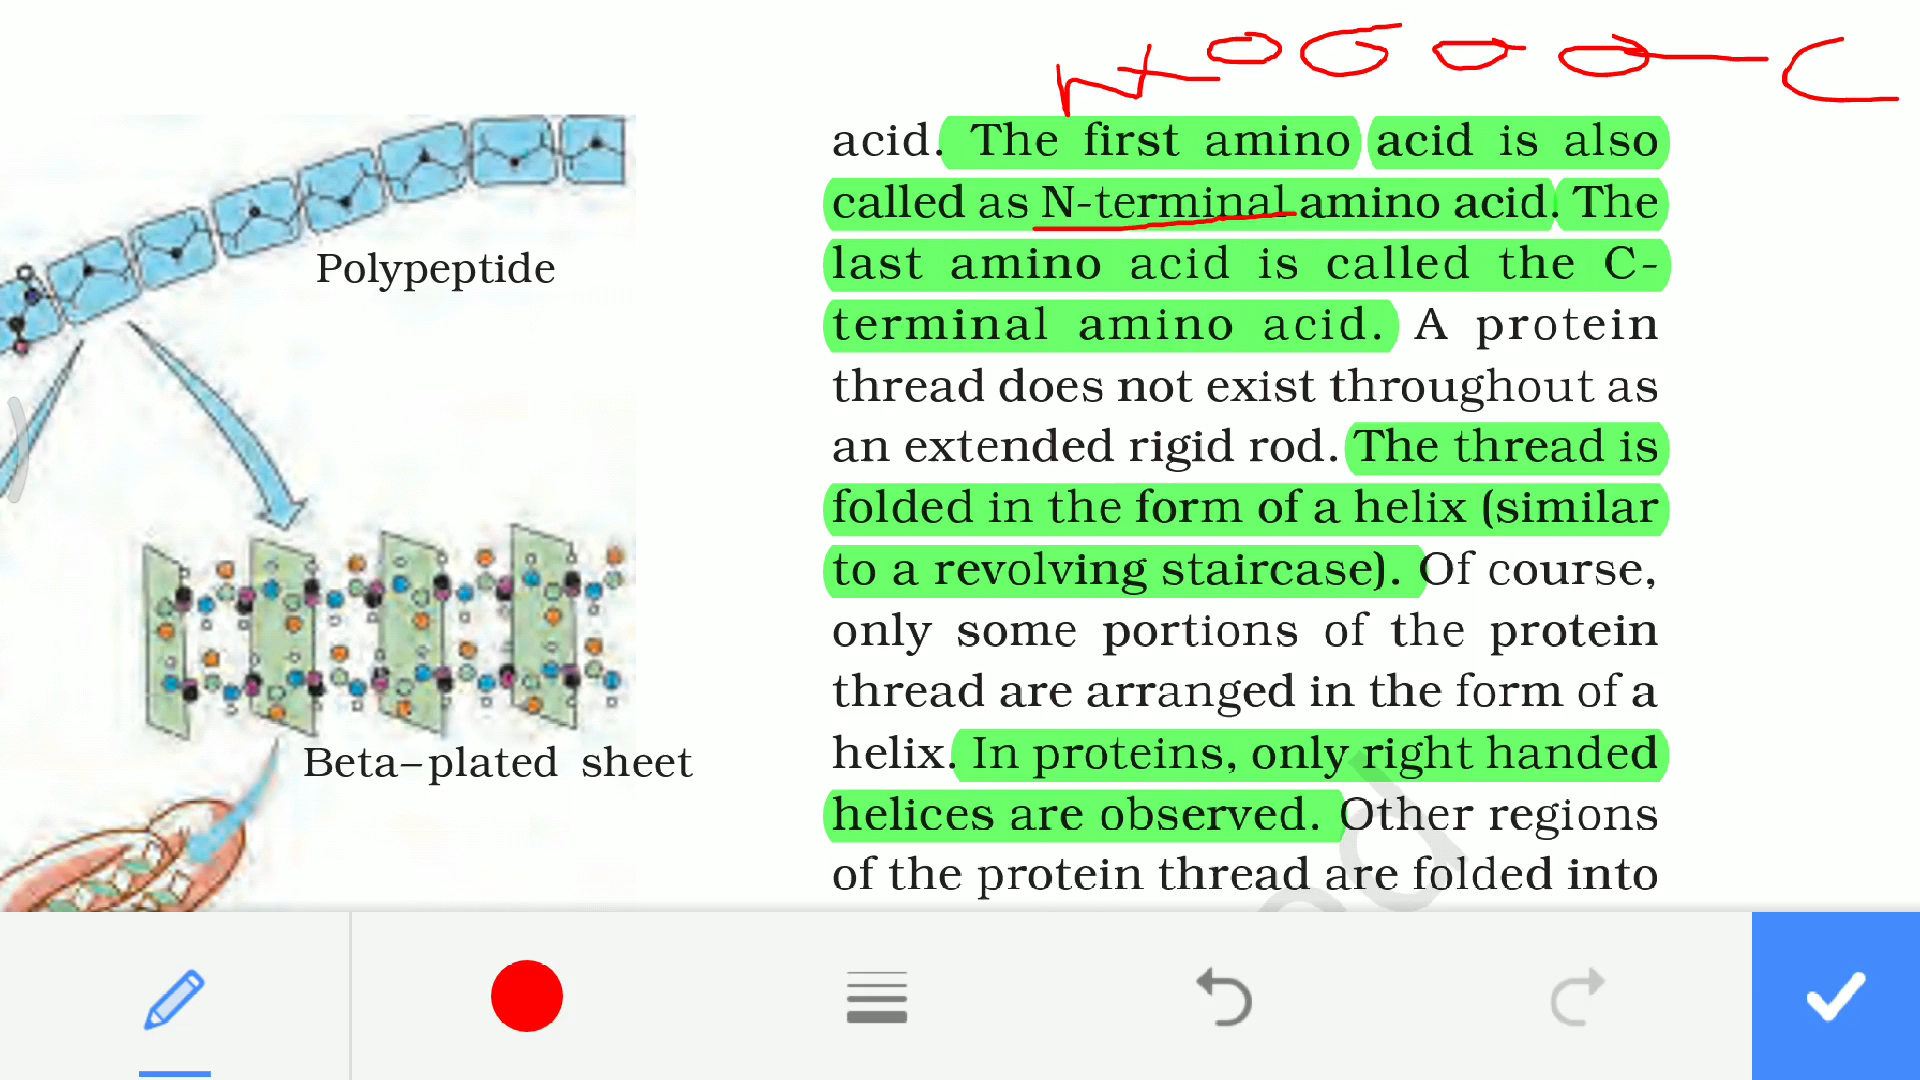 N C
acid. The first amino acid is also
called as N-terminal amino acid. The
last amino acid is called the C-
terminal amino acid. A protein
thread does not exist throughout as
an extended rigid rod. The thread is
folded in the form of a helix (similar
to a revolving staircase). Of course,
only some portions of the protein
thread are arranged in the form of a
helix. In proteins, only right handed
helices are observed. Other regions
of the protein thread are folded into
Polypeptide
Beta–plated sheet